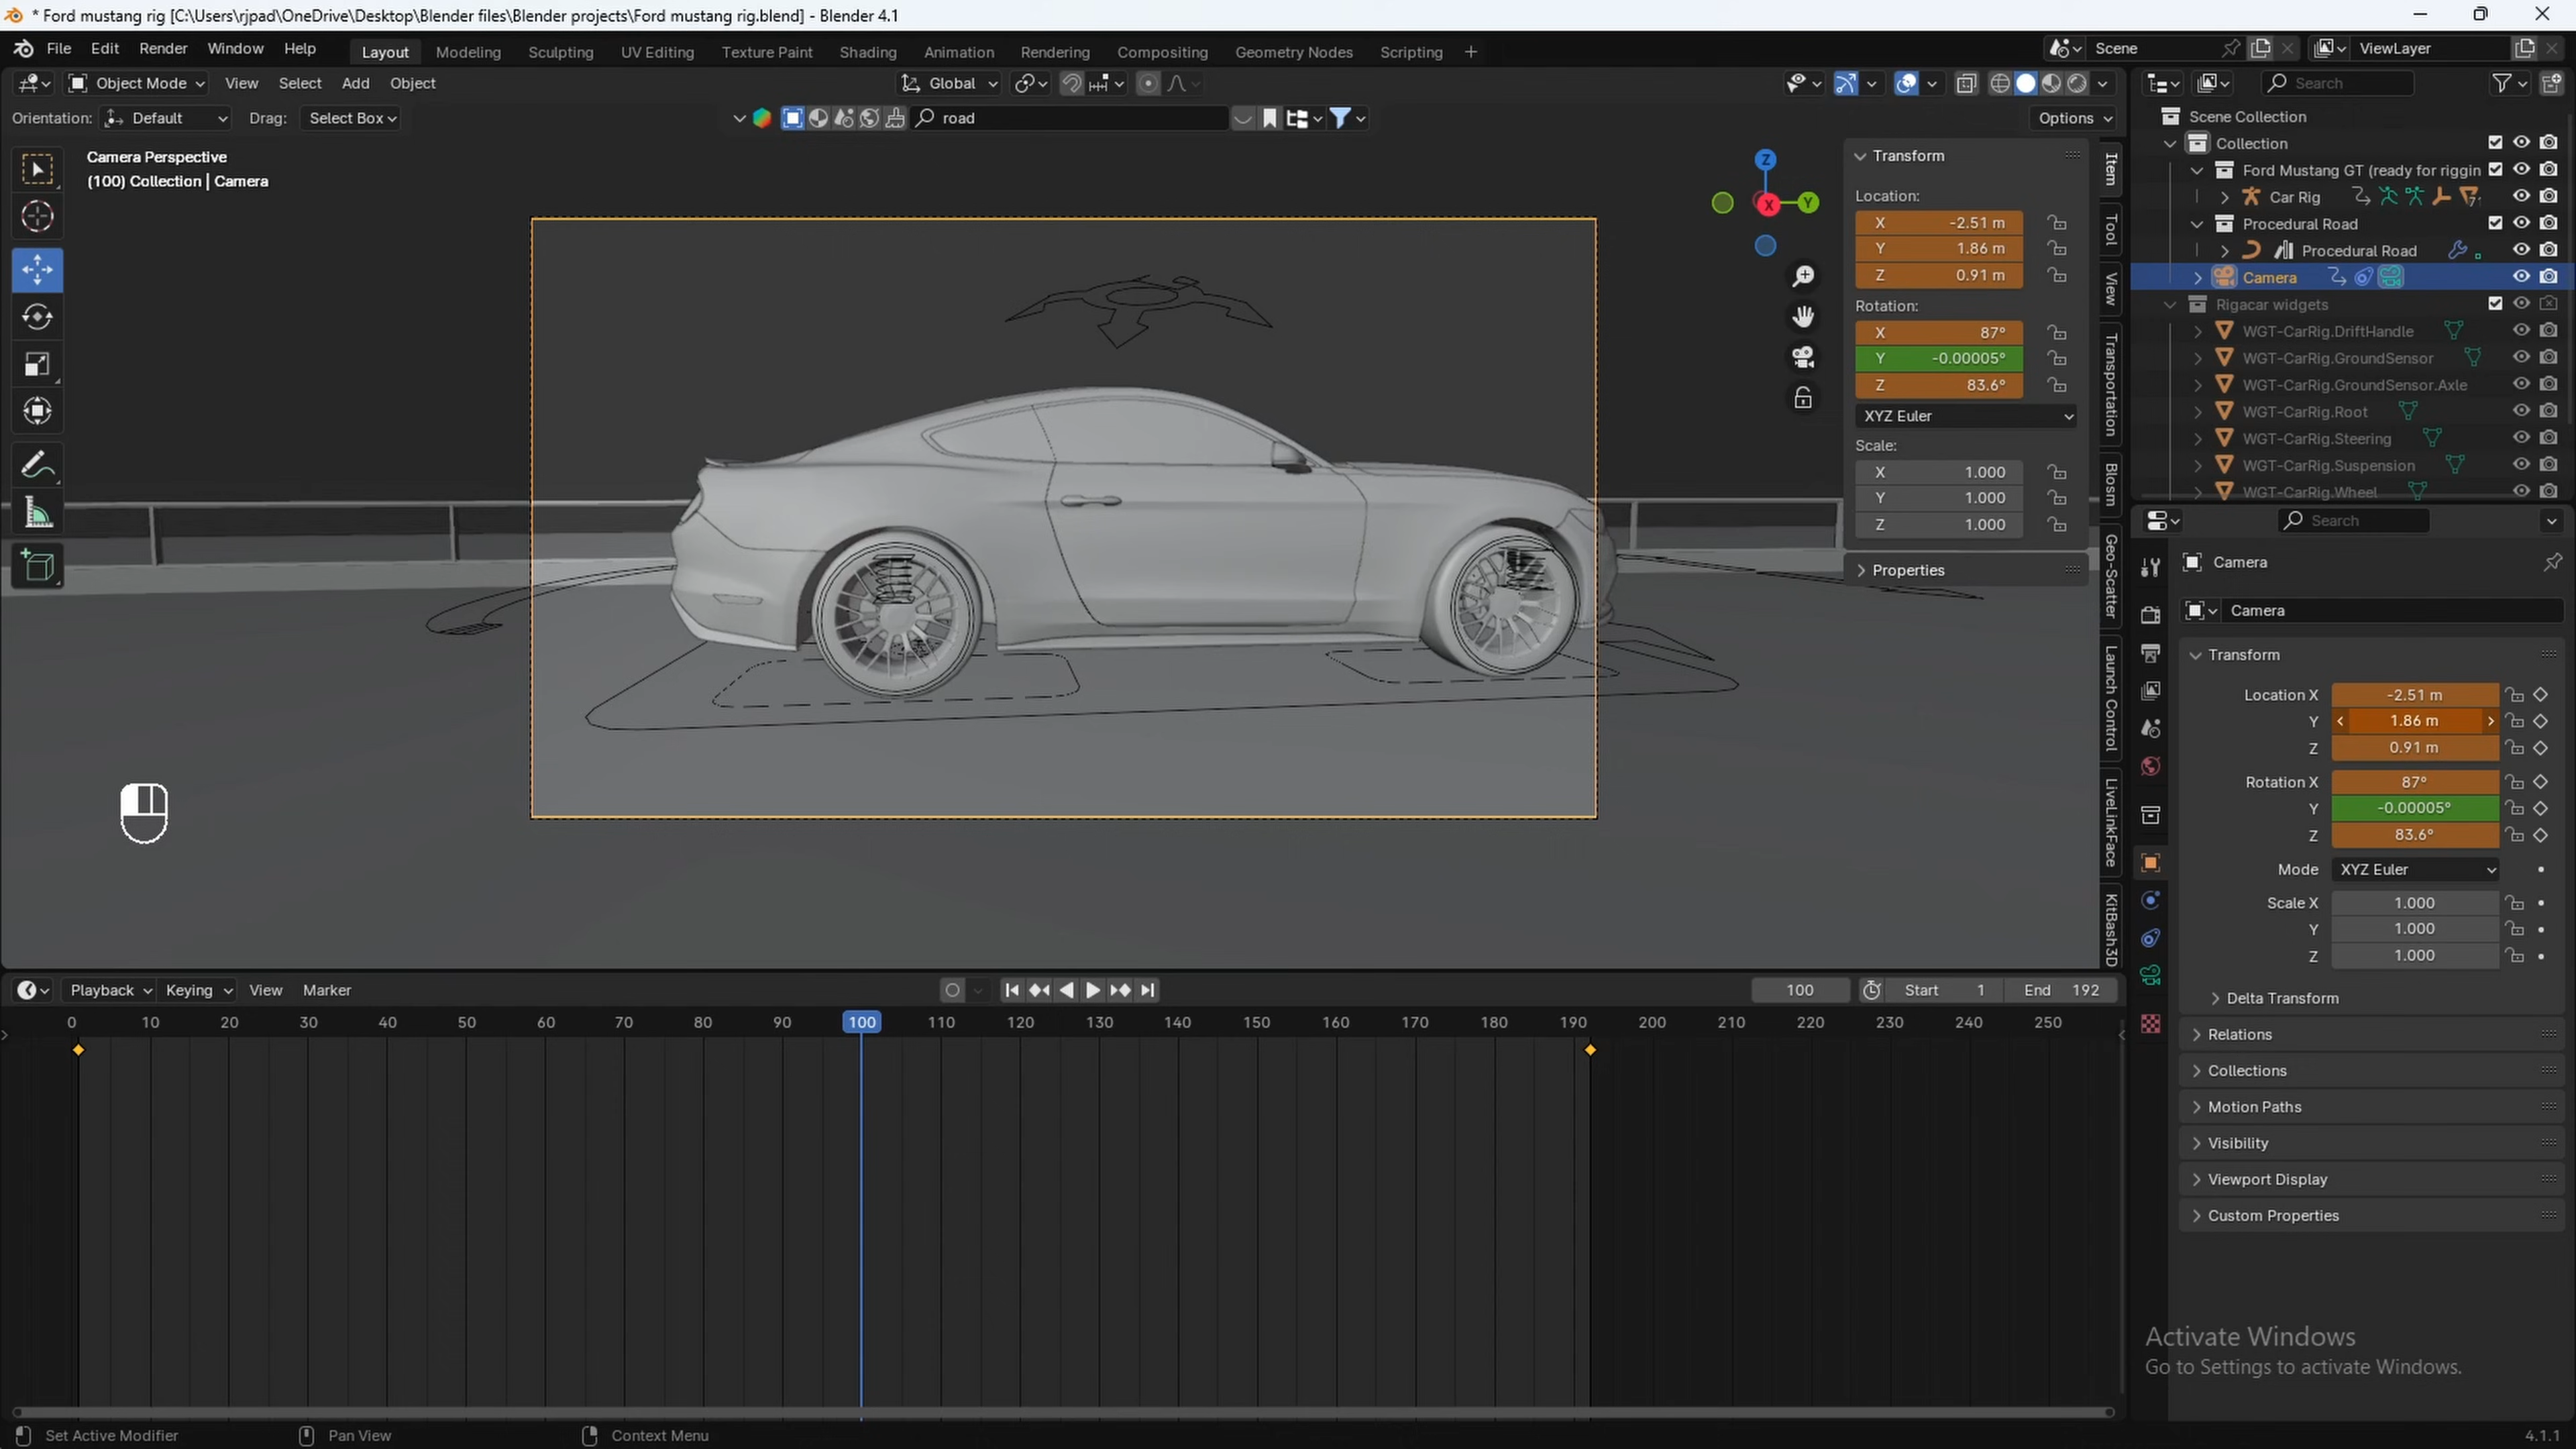 * Ford mustang rig [C:\Users\rjpad\OneDrive\Desktop\Blender files\Blender projects\Ford mustang rig.blend] - Blender 4.1
File Edit Render Window Help Layout Modeling Sculpting UV Editing Texture Paint Shading Animation Rendering Compositing Geometry Nodes Scripting + Scene ViewLayer
Object Mode View Select Add Object Global Search
Orientation: Default Drag: Select Box road Options
Camera Perspective
(100) Collection | Camera
Z
Y
X
Transform
Location:
X -2.51 m
Y 1.86 m
Z 0.91 m
Rotation:
X 87°
Y -0.00005°
Z 83.6°
XYZ Euler
Scale:
X 1.000
Y 1.000
Z 1.000
Properties
Item
Tool
View
Transportation
Blosm
Geo-Scatter
Launch Control
LiveLinkFace
KitBash3D
Scene Collection
Collection
Ford Mustang GT (ready for riggin
Car Rig
Procedural Road
Procedural Road
Camera
Rigacar widgets
WGT-CarRig.DriftHandle
WGT-CarRig.GroundSensor
WGT-CarRig.GroundSensor.Axle
WGT-CarRig.Root
WGT-CarRig.Steering
WGT-CarRig.Suspension
WGT-CarRig.Wheel
Search
Camera
Camera
Transform
Location X -2.51 m
Y 1.86 m
Z 0.91 m
Rotation X 87°
Y -0.00005°
Z 83.6°
Mode XYZ Euler
Scale X 1.000
Y 1.000
Z 1.000
Delta Transform
Relations
Collections
Motion Paths
Visibility
Viewport Display
Custom Properties
Playback Keying View Marker 100 Start 1 End 192
0 10 20 30 40 50 60 70 80 90 100 110 120 130 140 150 160 170 180 190 200 210 220 230 240 250
Activate Windows
Go to Settings to activate Windows.
Set Active Modifier Pan View Context Menu 4.1.1